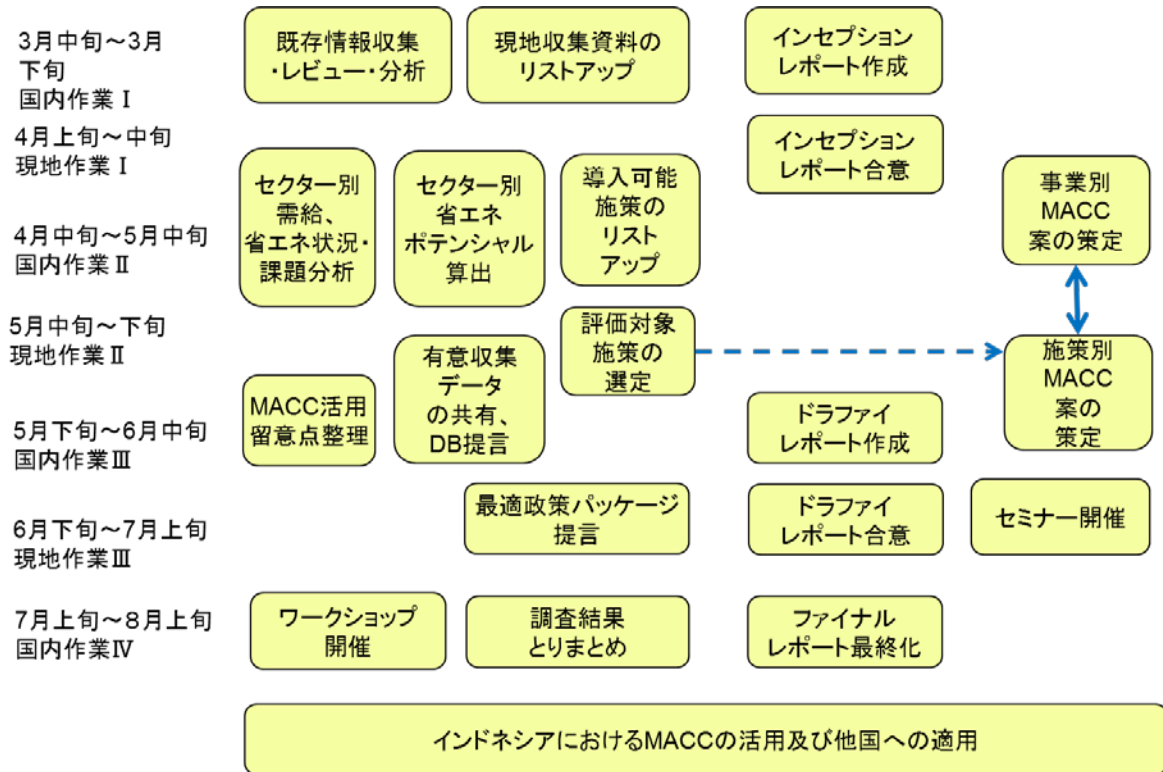 3月中旬～3月
下旬
国内作業Ⅰ
既存情報収集
・レビュー・分析
現地収集資料の
リストアップ
インセプション
レポート作成
4月上旬～中旬
現地作業Ⅰ
インセプション
レポート合意
4月中旬～5月中旬
国内作業Ⅱ
セクター別
需給、
省エネ状況・
課題分析
セクター別
省エネ
ポテンシャル
算出
導入可能
施策の
リスト
アップ
事業別
MACC
案の策定
5月中旬～下旬
現地作業Ⅱ
評価対象
施策の
選定
施策別
MACC
案の
策定
5月下旬～6月中旬
国内作業Ⅲ
MACC活用
留意点整理
有意収集
データ
の共有、
DB提言
ドラファイ
レポート作成
6月下旬～7月上旬
現地作業Ⅲ
最適政策パッケージ
提言
ドラファイ
レポート合意
セミナー開催
7月上旬～8月上旬
国内作業Ⅳ
ワークショップ
開催
調査結果
とりまとめ
ファイナル
レポート最終化
インドネシアにおけるMACCの活用及び他国への適用